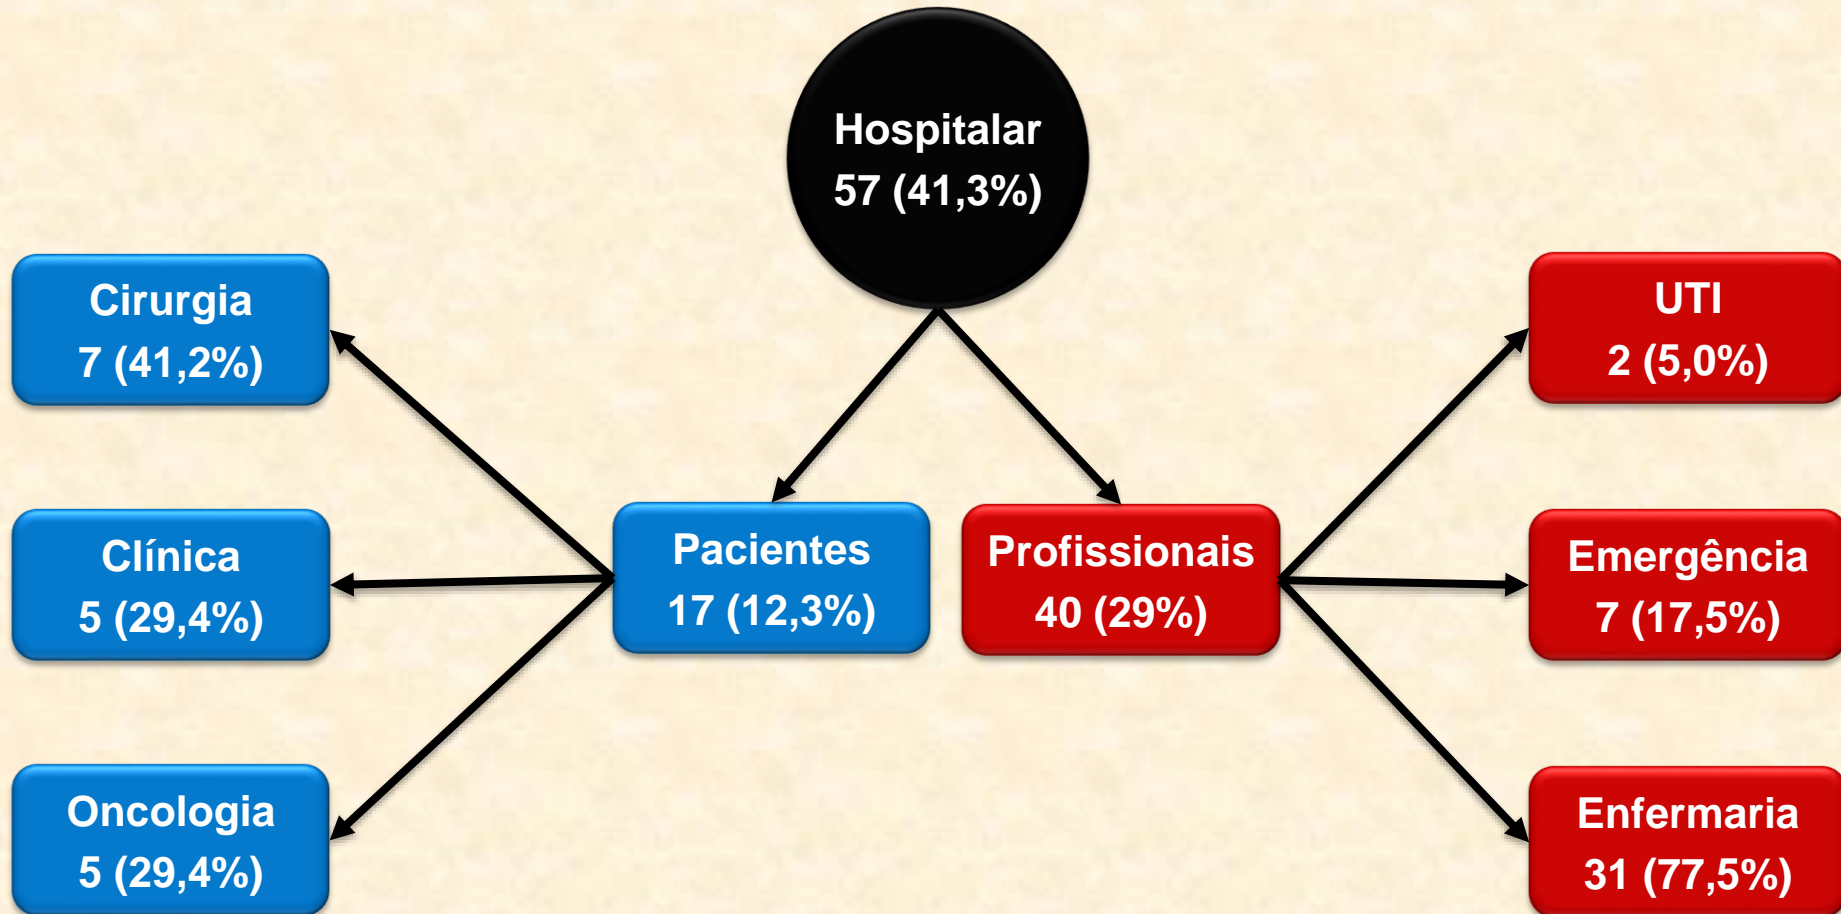 Hospitalar
57 (41,3%)
Cirurgia
7 (41,2%)
UTI
2 (5,0%)
Clínica
5 (29,4%)
Pacientes
17 (12,3%)
Profissionais
40 (29%)
Emergência
7 (17,5%)
Oncologia
5 (29,4%)
Enfermaria
31 (77,5%)